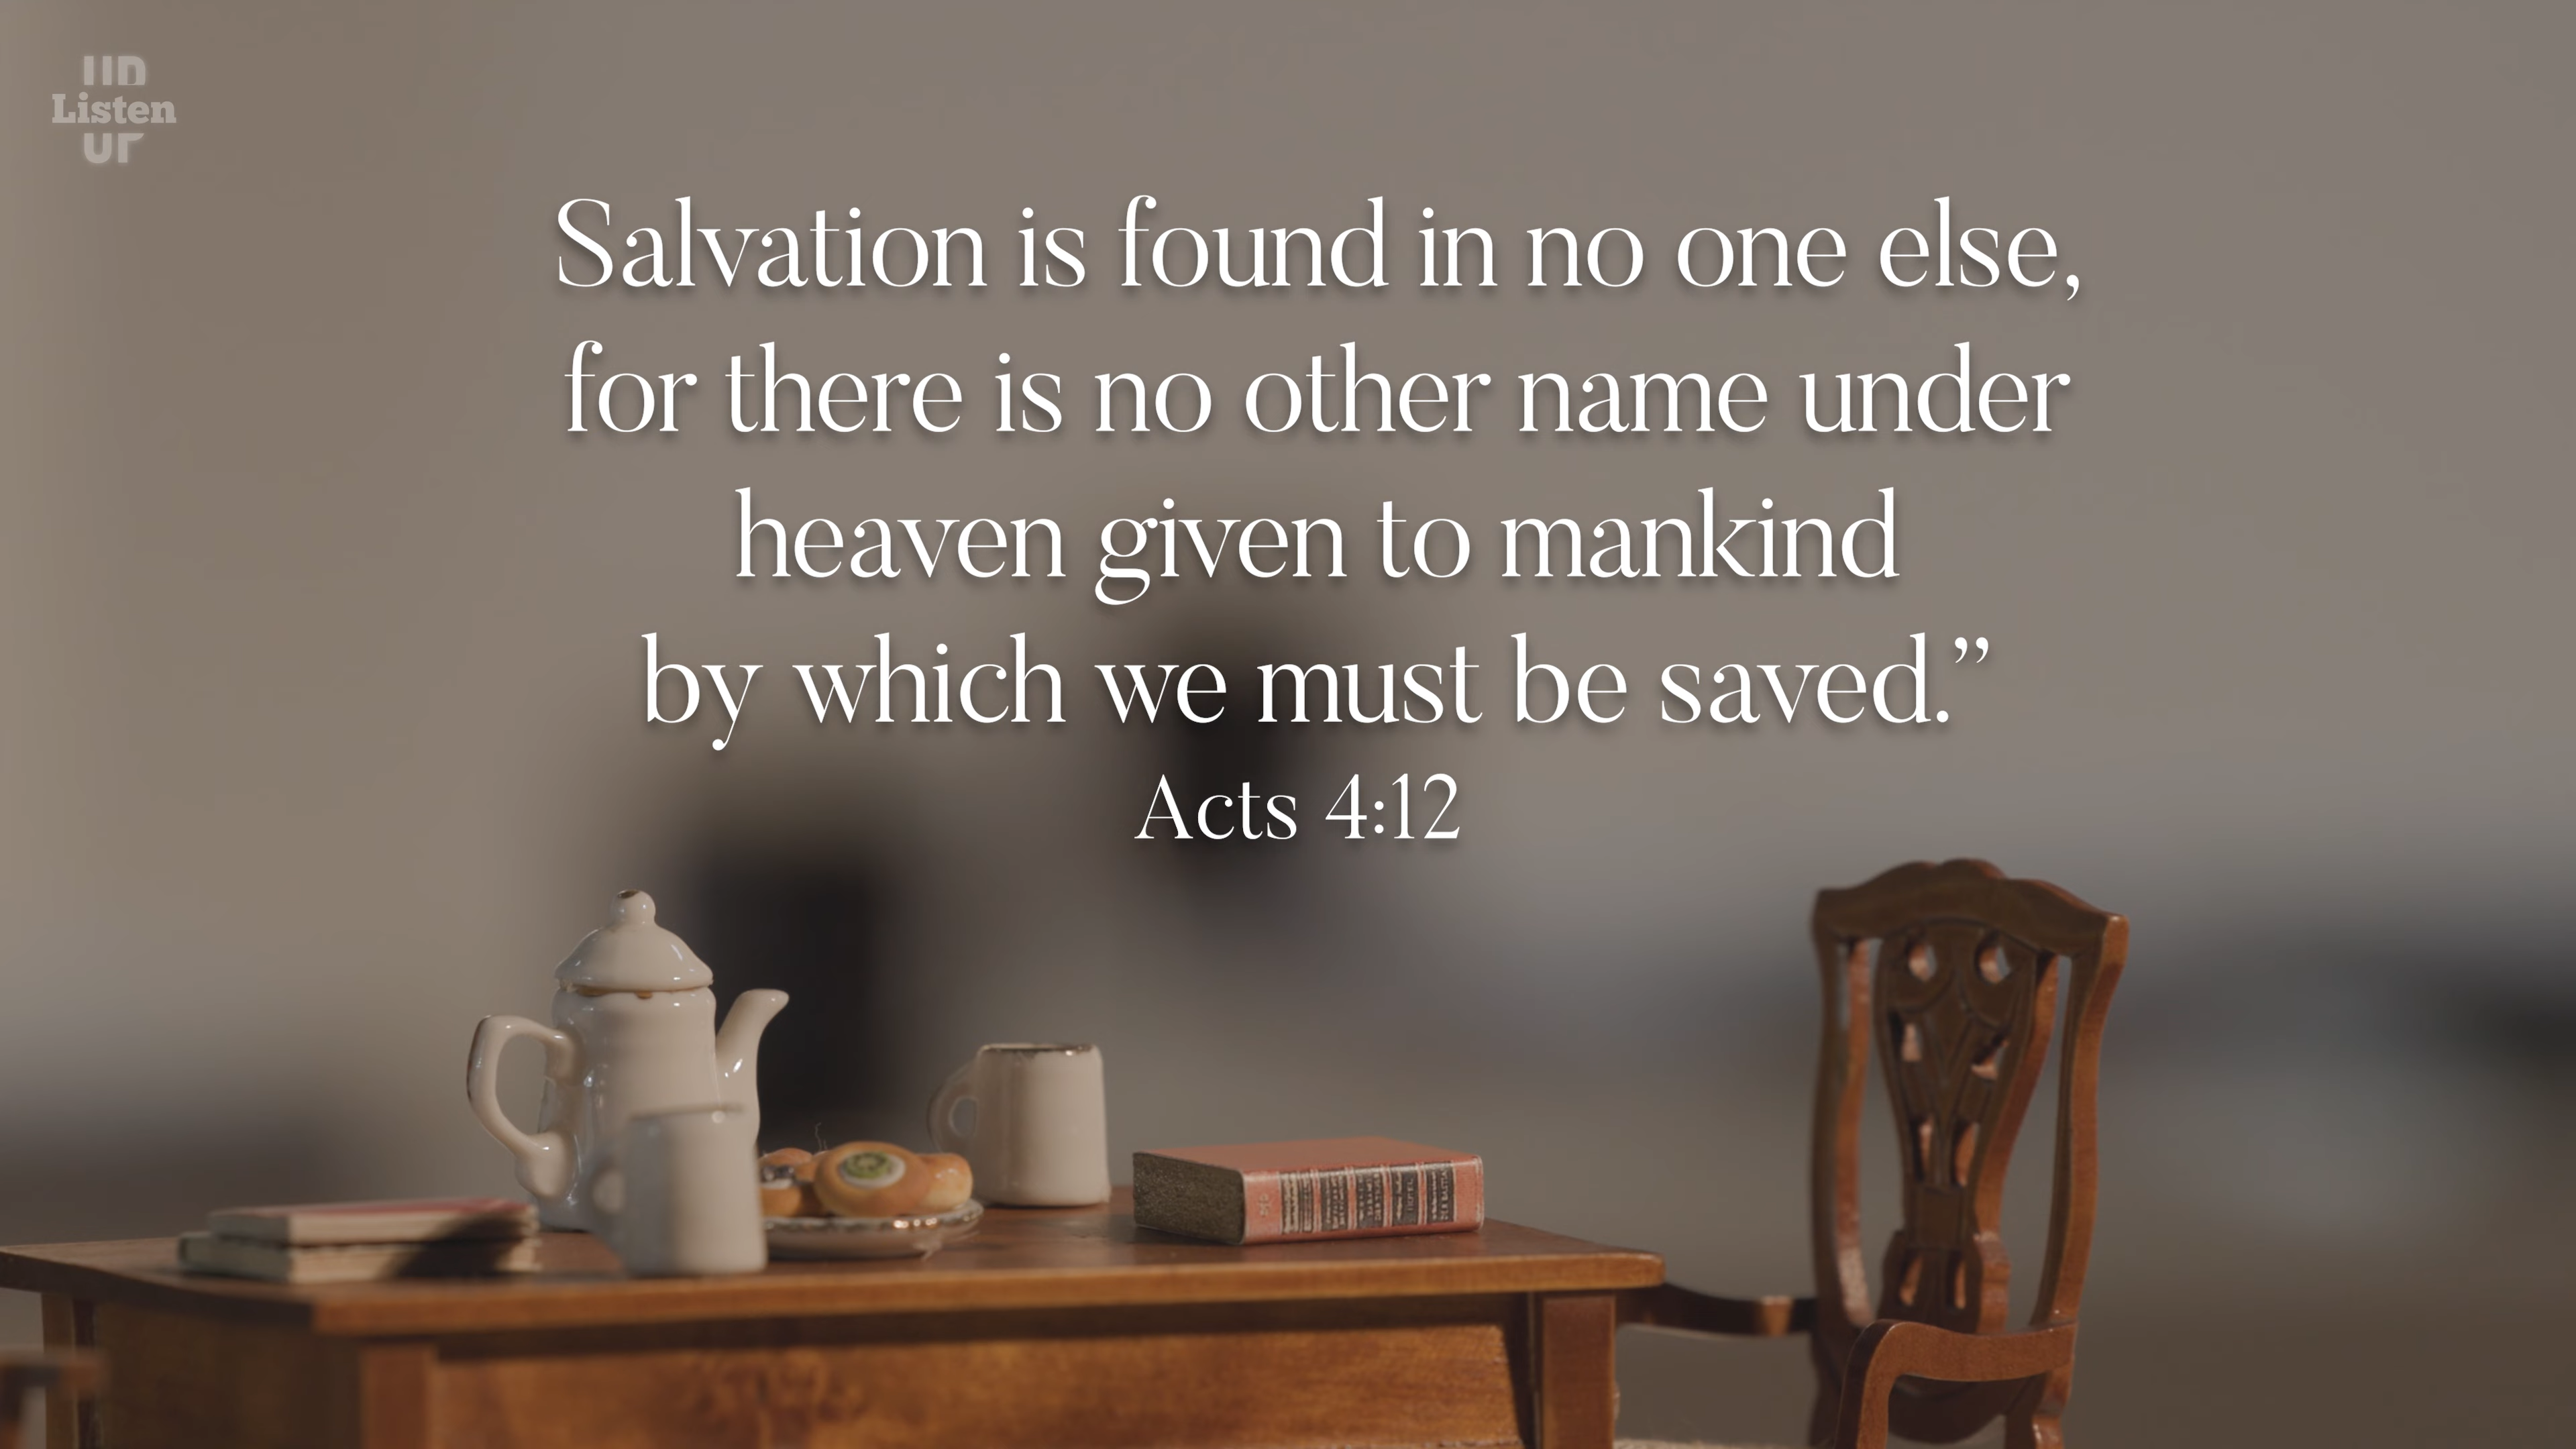 Listen
UP
Salvation is found in no one else,
for there is no other name under
heaven given to mankind
by which we must be saved.”
Acts 4:12